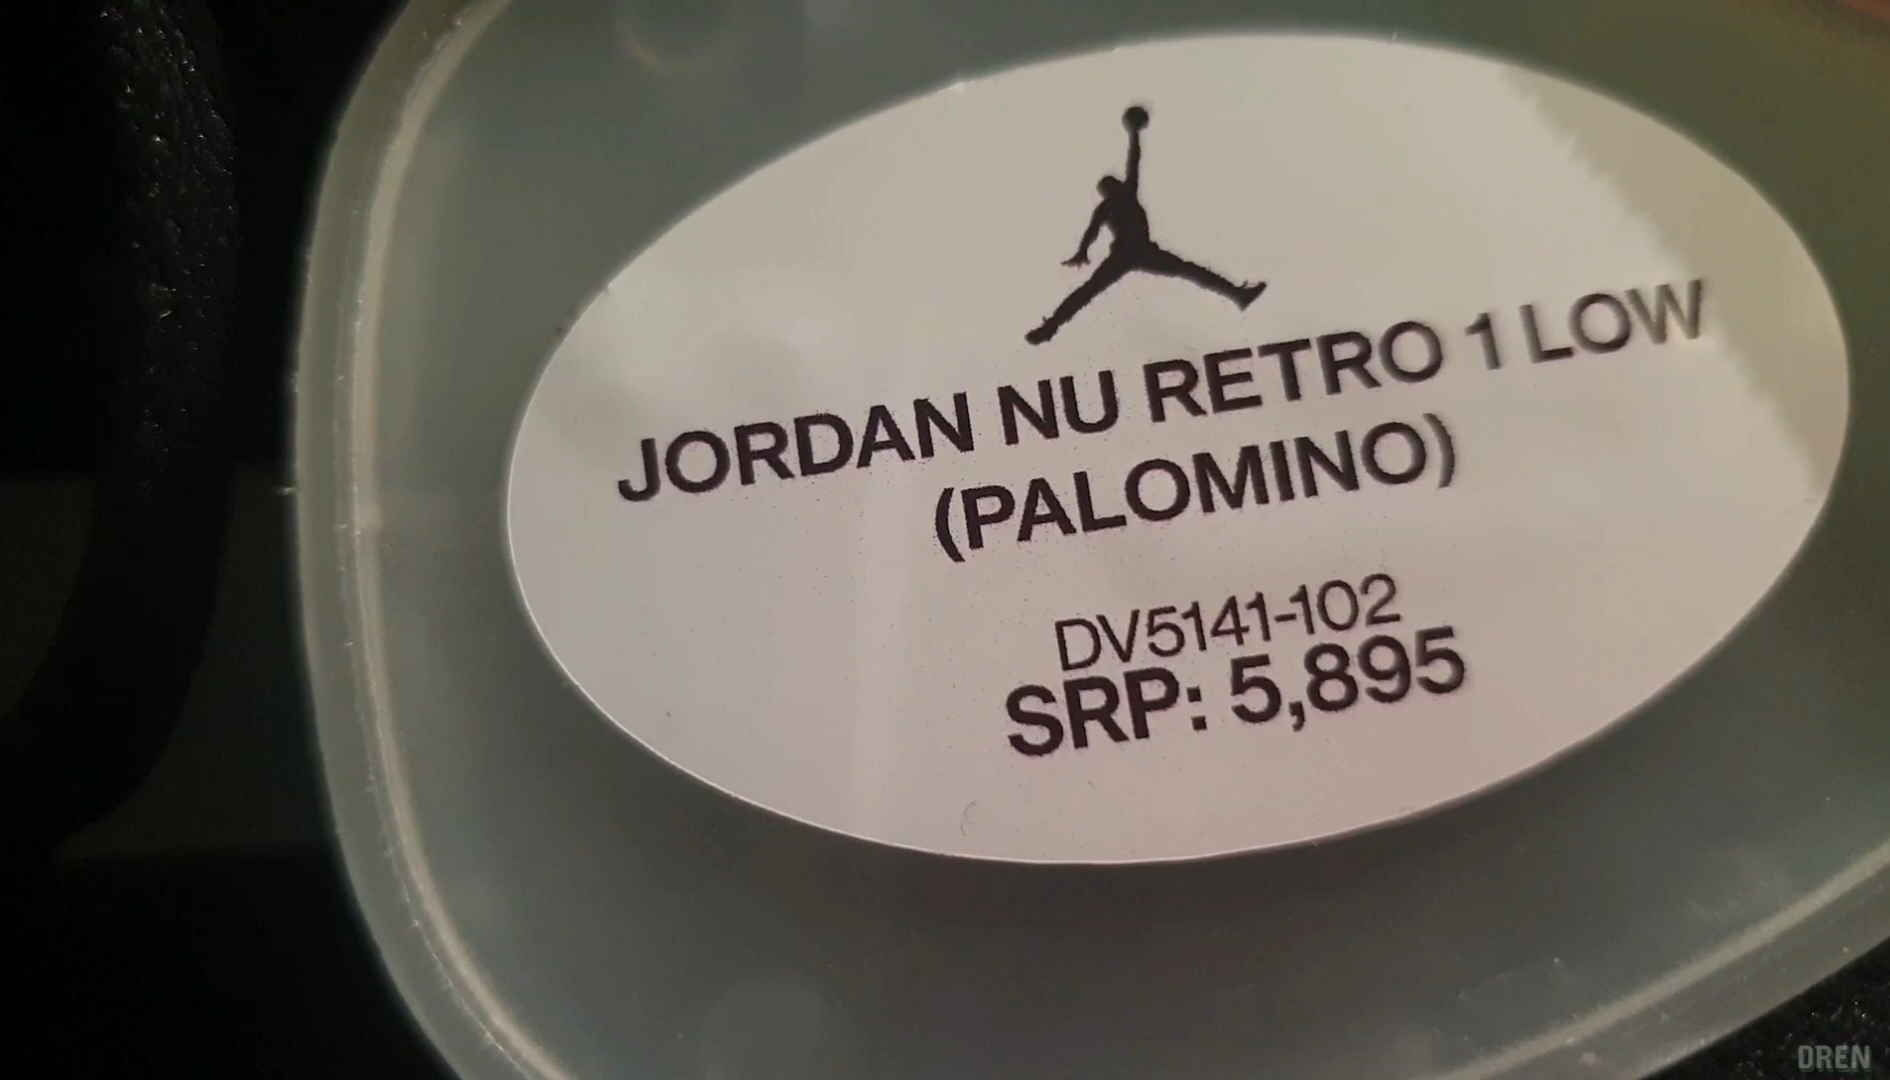 JORDAN NU RETRO 1 LOW
(PALOMINO)
DV5141-102
SRP: 5,895
DREN